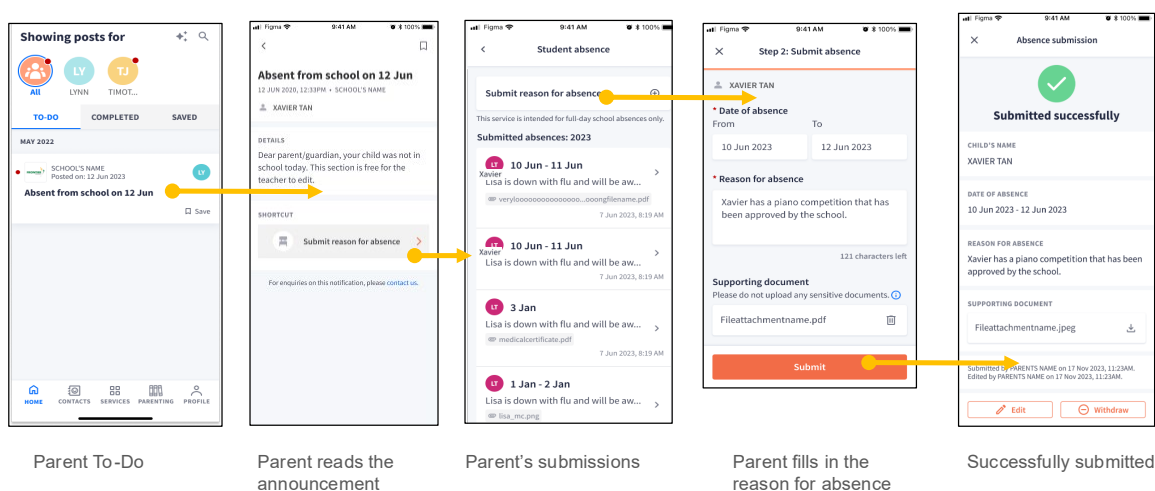 Showing posts for
LY
TJ
All
LYNN
TIMOT...
TO-DO
COMPLETED
SAVED
MAY 2022
SCHOOL'S NAME
Posted on: 12 Jun 2023
LY
Absent from school on 12 Jun
Save
HOME
CONTACTS
SERVICES
PARENTING
PROFILE
Parent To-Do
Figma
9:41 AM
100%
Absent from school on 12 Jun
12 JUN 2020, 12:33PM • SCHOOL'S NAME
XAVIER TAN
DETAILS
Dear parent/guardian, your child was not in
school today. This section is free for the
teacher to edit.
SHORTCUT
Submit reason for absence
For enquiries on this notification, please contact us.
Parent reads the
announcement
Figma
9:41 AM
100%
Student absence
Submit reason for absence
This service is intended for full-day school absences only.
Submitted absences: 2023
LT
10 Jun - 11 Jun
Xavier
Lisa is down with flu and will be aw...
verylooooooooooooooo...ooongfilename.pdf
7 Jun 2023, 8:19 AM
LT
10 Jun - 11 Jun
Xavier
Lisa is down with flu and will be aw...
7 Jun 2023, 8:19 AM
LT
3 Jan
Lisa is down with flu and will be aw...
medicalcertificate.pdf
7 Jun 2023, 8:19 AM
LT
1 Jan - 2 Jan
Lisa is down with flu and will be aw...
lisa_mc.png
Parent's submissions
Figma
9:41 AM
100%
Step 2: Submit absence
XAVIER TAN
* Date of absence
From
To
10 Jun 2023
12 Jun 2023
* Reason for absence
Xavier has a piano competition that has
been approved by the school.
121 characters left
Supporting document
Please do not upload any sensitive documents.
Fileattachmentname.pdf
Submit
Parent fills in the
reason for absence
Figma
9:41 AM
100%
Absence submission
Submitted successfully
CHILD'S NAME
XAVIER TAN
DATE OF ABSENCE
10 Jun 2023 - 12 Jun 2023
REASON FOR ABSENCE
Xavier has a piano competition that has been
approved by the school.
SUPPORTING DOCUMENT
Fileattachmentname.jpeg
Submitted by PARENTS NAME on 17 Nov 2023, 11:23AM.
Edited by PARENTS NAME on 17 Nov 2023, 11:23AM.
Edit
Withdraw
Successfully submitted